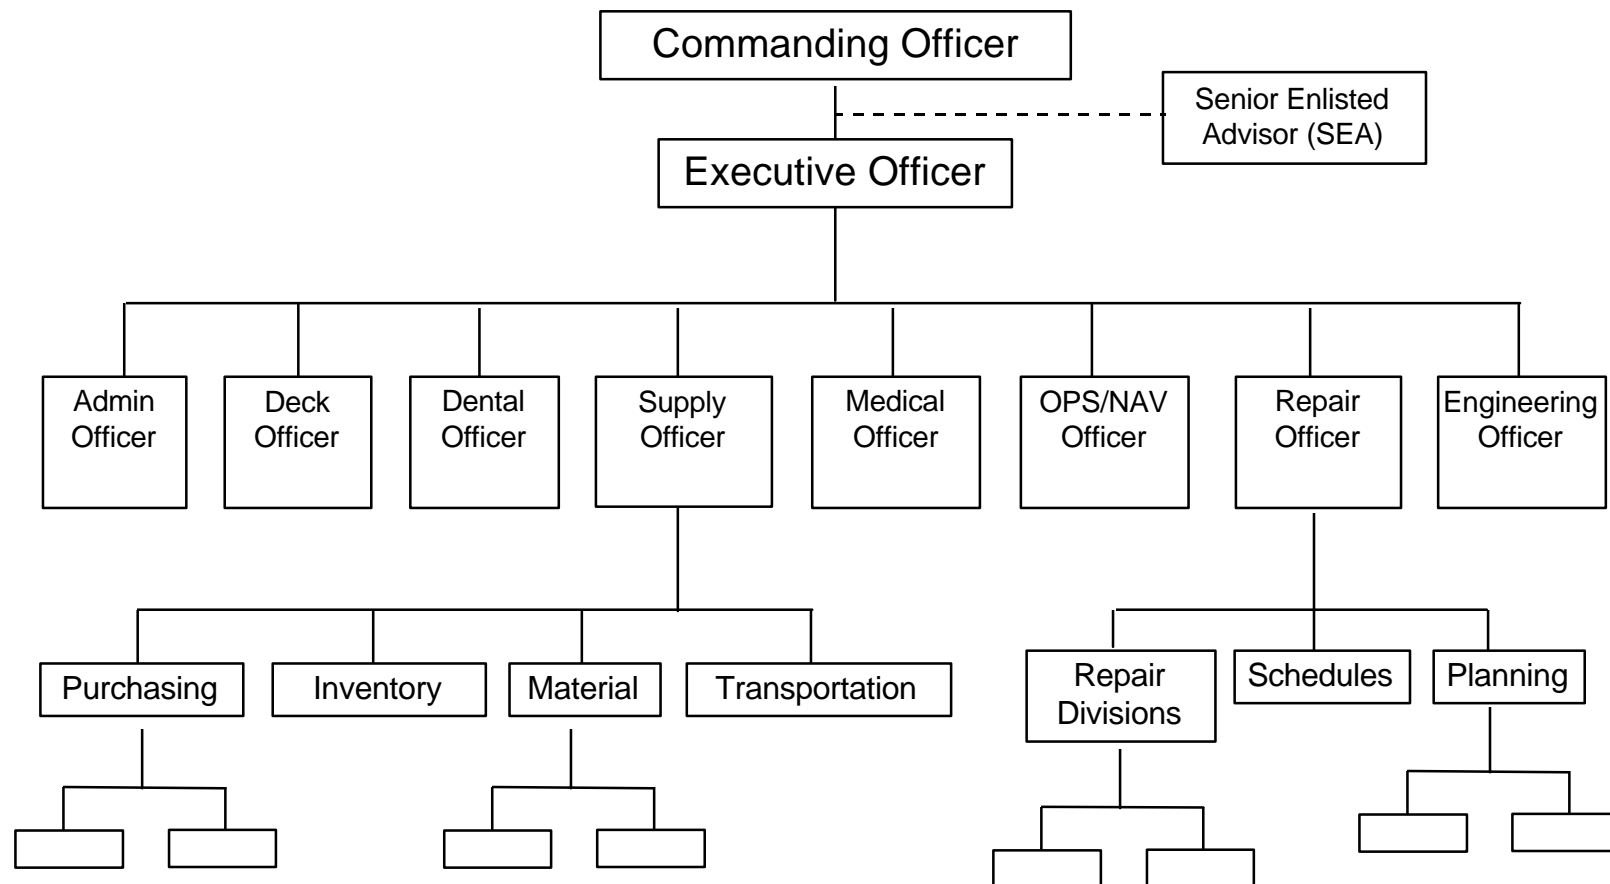 Commanding Officer
Senior Enlisted
Advisor (SEA)
Executive Officer
Admin
Officer
Deck
Officer
Dental
Officer
Supply
Officer
Medical
Officer
OPS/NAV
Officer
Repair
Officer
Engineering
Officer
Purchasing
Inventory
Material
Transportation
Repair
Divisions
Schedules
Planning